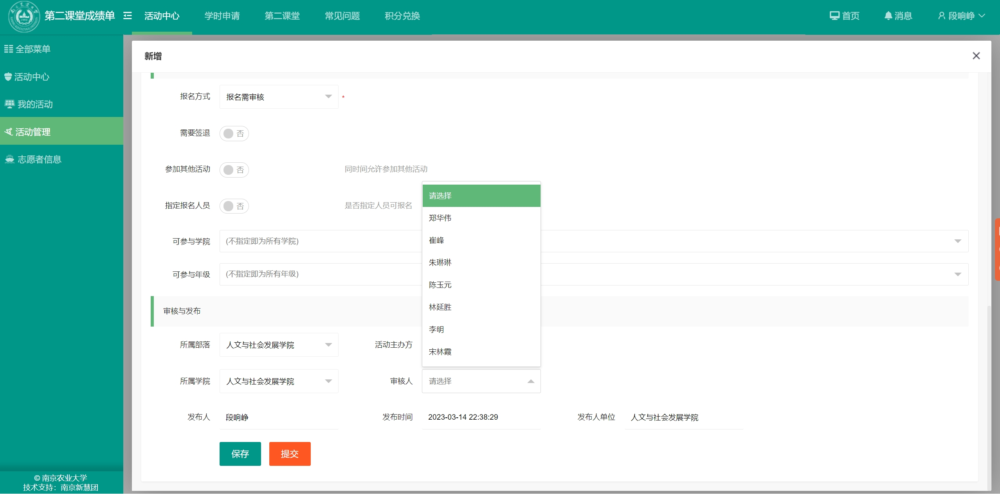 第二课堂成绩单
活动中心
学时申请
第二课堂
常见问题
积分兑换
首页
消息
段响峥
全部菜单
活动中心
我的活动
活动管理
志愿者信息
© 南京农业大学
技术支持：南京新慧团
新增
报名方式 报名需审核 *
需要签退 否
参加其他活动 否 同时间允许参加其他活动
指定报名人员 否 是否指定人员可报名
可参与学院 (不指定即为所有学院)
可参与年级 (不指定即为所有年级)
审核与发布
所属部落 人文与社会发展学院 活动主办方
请选择
郑华伟
崔峰
朱琳琳
陈玉元
林延胜
李明
宋林霞
所属学院 人文与社会发展学院 审核人 请选择
发布人 段响峥 发布时间 2023-03-14 22:38:29 发布人单位 人文与社会发展学院
保存 提交